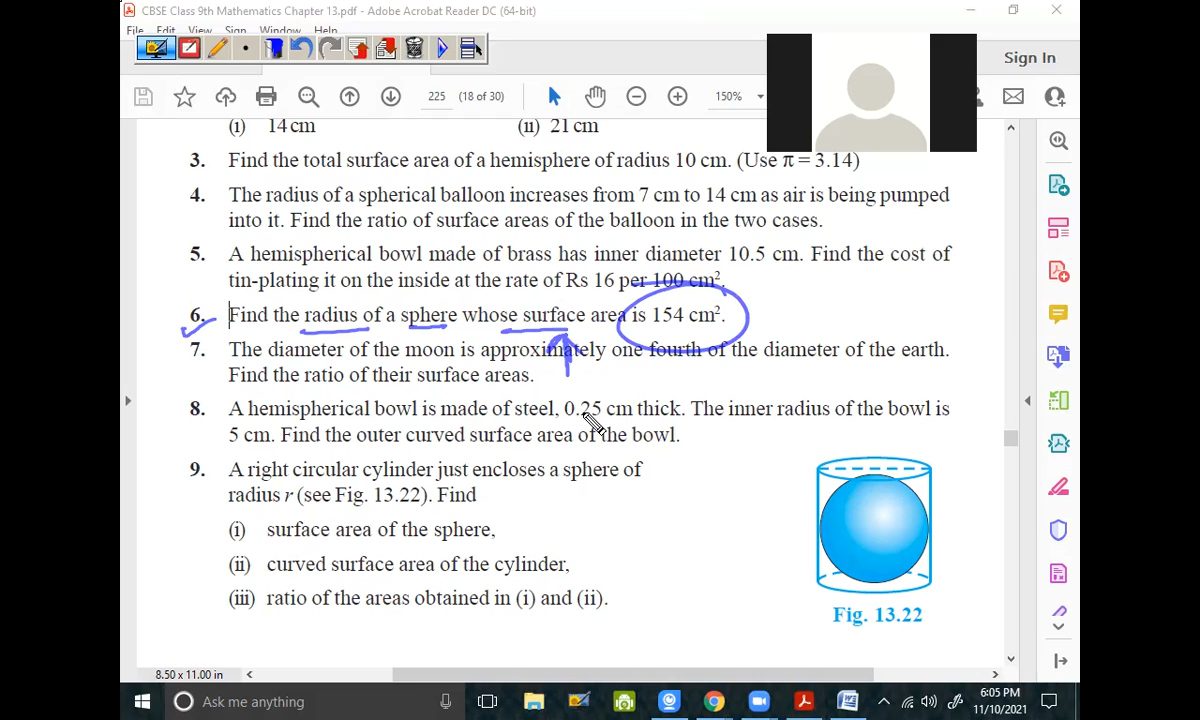 CBSE Class 9th Mathematics Chapter 13.pdf - Adobe Acrobat Reader DC (64-bit)
File Edit View Sign Window Help
Sign In
225 (18 of 30) 150%
(i) 14 cm (ii) 21 cm
3. Find the total surface area of a hemisphere of radius 10 cm. (Use π = 3.14)
4. The radius of a spherical balloon increases from 7 cm to 14 cm as air is being pumped
into it. Find the ratio of surface areas of the balloon in the two cases.
5. A hemispherical bowl made of brass has inner diameter 10.5 cm. Find the cost of
tin-plating it on the inside at the rate of Rs 16 per 100 cm².
6. Find the radius of a sphere whose surface area is 154 cm².
7. The diameter of the moon is approximately one fourth of the diameter of the earth.
Find the ratio of their surface areas.
8. A hemispherical bowl is made of steel, 0.25 cm thick. The inner radius of the bowl is
5 cm. Find the outer curved surface area of the bowl.
9. A right circular cylinder just encloses a sphere of
radius r (see Fig. 13.22). Find
(i) surface area of the sphere,
(ii) curved surface area of the cylinder,
(iii) ratio of the areas obtained in (i) and (ii).
Fig. 13.22
8.50 x 11.00 in
Ask me anything
6:05 PM
11/10/2021